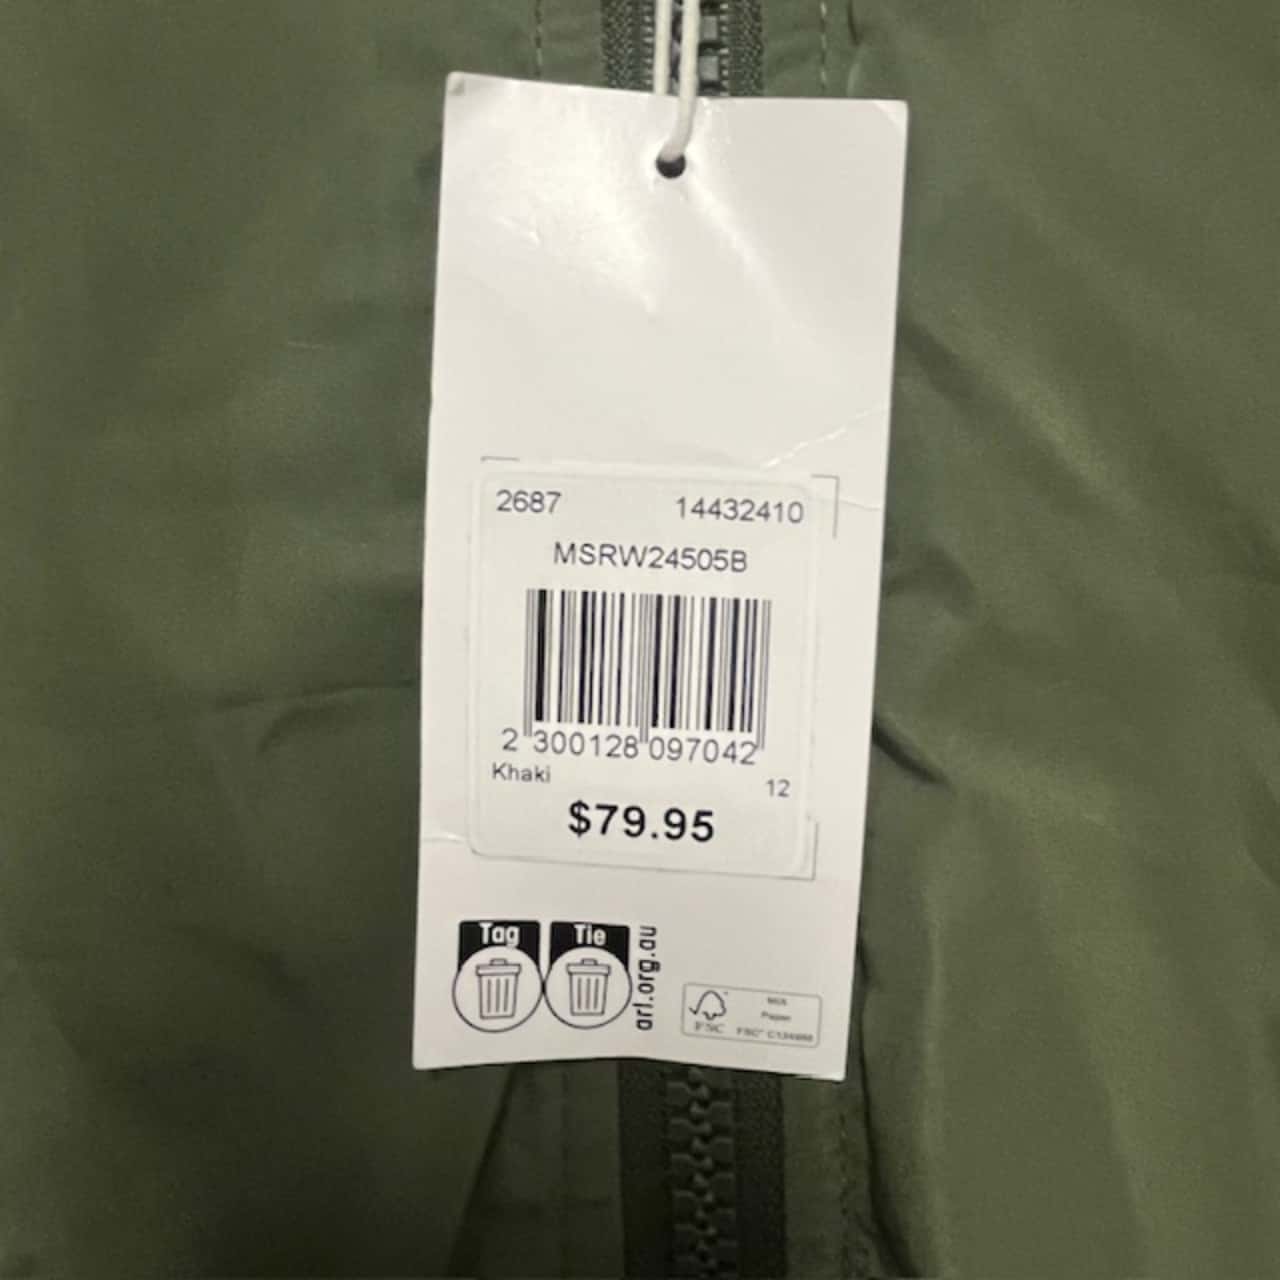 2687 14432410
MSRW24505B
2 300128 097042
Khaki 12
$79.95
Tag Tie
arl.org.au
FSC
MIX
Paper